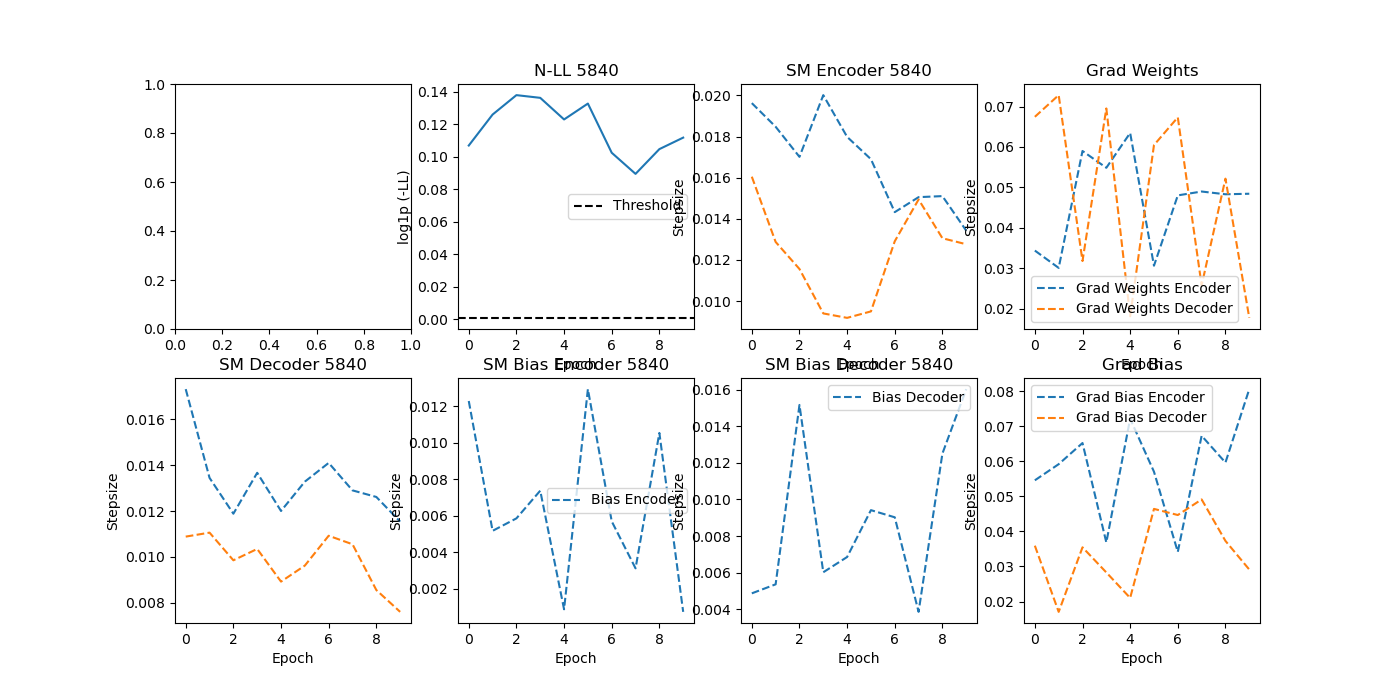 1.0
0.8
0.6
0.4
0.2
0.0
0.0 0.2 0.4 0.6 0.8 1.0
N-LL 5840
log1p (-LL)
0.14
0.12
0.10
0.08
0.06
0.04
0.02
0.00
Threshold
0 2 4 6 8
Epoch
SM Encoder 5840
Stepsize
0.020
0.018
0.016
0.014
0.012
0.010
0 2 4 6 8
Epoch
Grad Weights
Stepsize
0.07
0.06
0.05
0.04
0.03
0.02
Grad Weights Encoder
Grad Weights Decoder
0 2 4 6 8
Epoch
SM Decoder 5840
Stepsize
0.016
0.014
0.012
0.010
0.008
0 2 4 6 8
Epoch
SM Bias Encoder 5840
Stepsize
0.012
0.010
0.008
0.006
0.004
0.002
Bias Encoder
0 2 4 6 8
Epoch
SM Bias Decoder 5840
Stepsize
0.016
0.014
0.012
0.010
0.008
0.006
0.004
Bias Decoder
0 2 4 6 8
Epoch
Grad Bias
Stepsize
0.08
0.07
0.06
0.05
0.04
0.03
0.02
Grad Bias Encoder
Grad Bias Decoder
0 2 4 6 8
Epoch